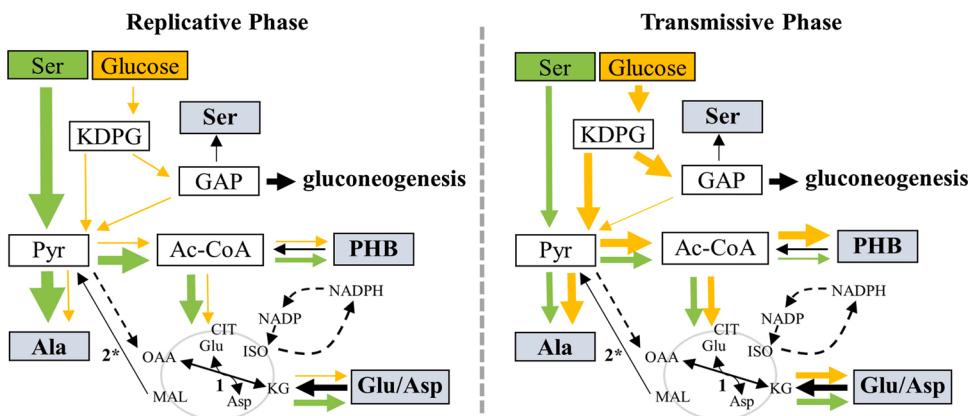 Replicative Phase
Ser
Glucose
KDPG
Ser
GAP
gluconeogenesis
Pyr
Ac-CoA
PHB
NADPH
NADP
CIT
Glu
ISO
Ala
2*
OAA
1
KG
Glu/Asp
MAL
Asp
Transmissive Phase
Ser
Glucose
KDPG
Ser
GAP
gluconeogenesis
Pyr
Ac-CoA
PHB
NADPH
NADP
CIT
Glu
ISO
Ala
2*
OAA
1
KG
Glu/Asp
MAL
Asp